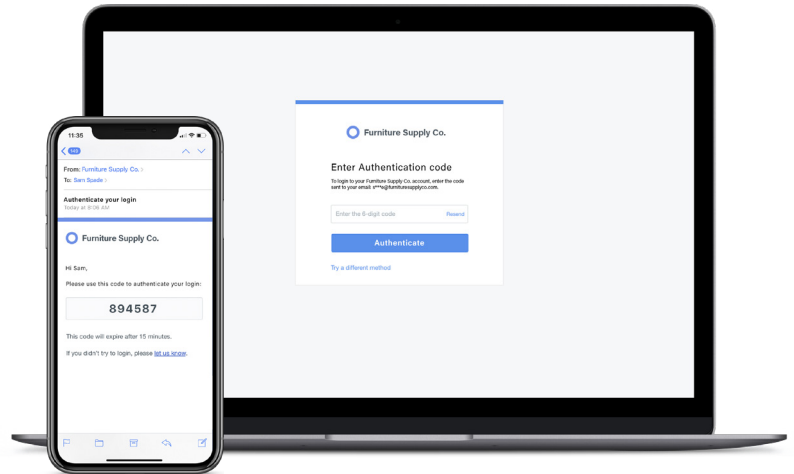 11:35
149
From: Furniture Supply Co. >
To: Sam Spade >
Authenticate your login
Today at 8:06 AM
Furniture Supply Co.
Hi Sam,
Please use this code to authenticate your login:
894587
This code will expire after 15 minutes.
If you didn't try to login, please let us know.
Furniture Supply Co.
Enter Authentication code
To login to your Furniture Supply Co. account, enter the code
sent to your email: s***e@furnituresupplyco.com.
Enter the 6-digit code Resend
Authenticate
Try a different method